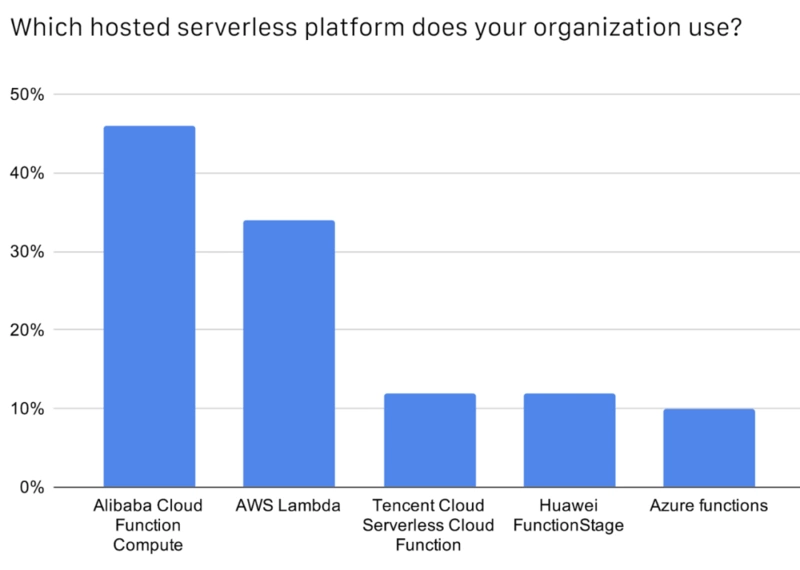 Which hosted serverless platform does your organization use?
50%
40%
30%
20%
10%
0%
Alibaba Cloud
Function
Compute
AWS Lambda
Tencent Cloud
Serverless Cloud
Function
Huawei
FunctionStage
Azure functions